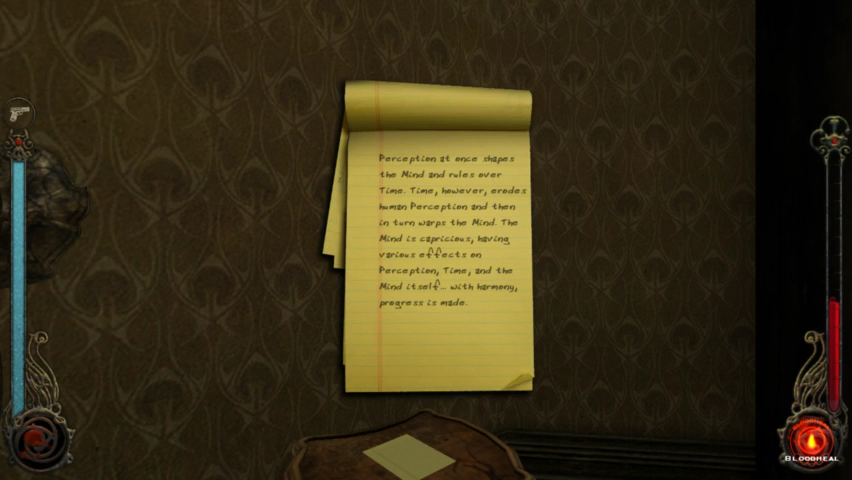 Perception at once shapes
the Mind and rules over
Time. Time, however, erodes
human Perception and then
in turn warps the Mind. The
Mind is capricious, having
various effects on
Perception, Time, and the
Mind itself... with harmony,
progress is made.
Bloodheal